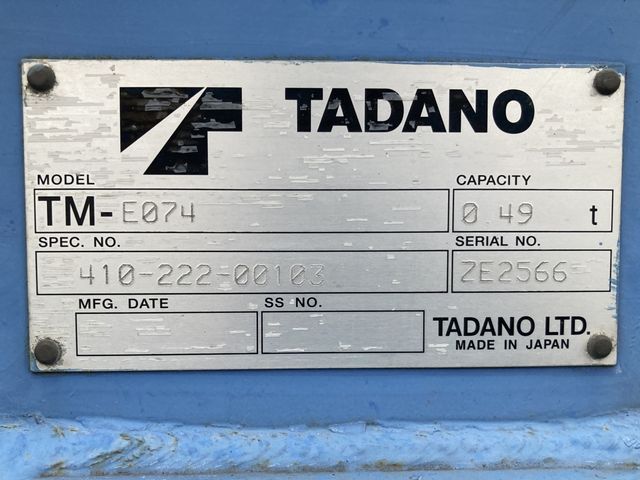 TADANO
MODEL
TM-E074
CAPACITY
0.49 t
SPEC. NO.
410-222-00103
SERIAL NO.
ZE2566
MFG. DATE
SS NO.
TADANO LTD.
MADE IN JAPAN